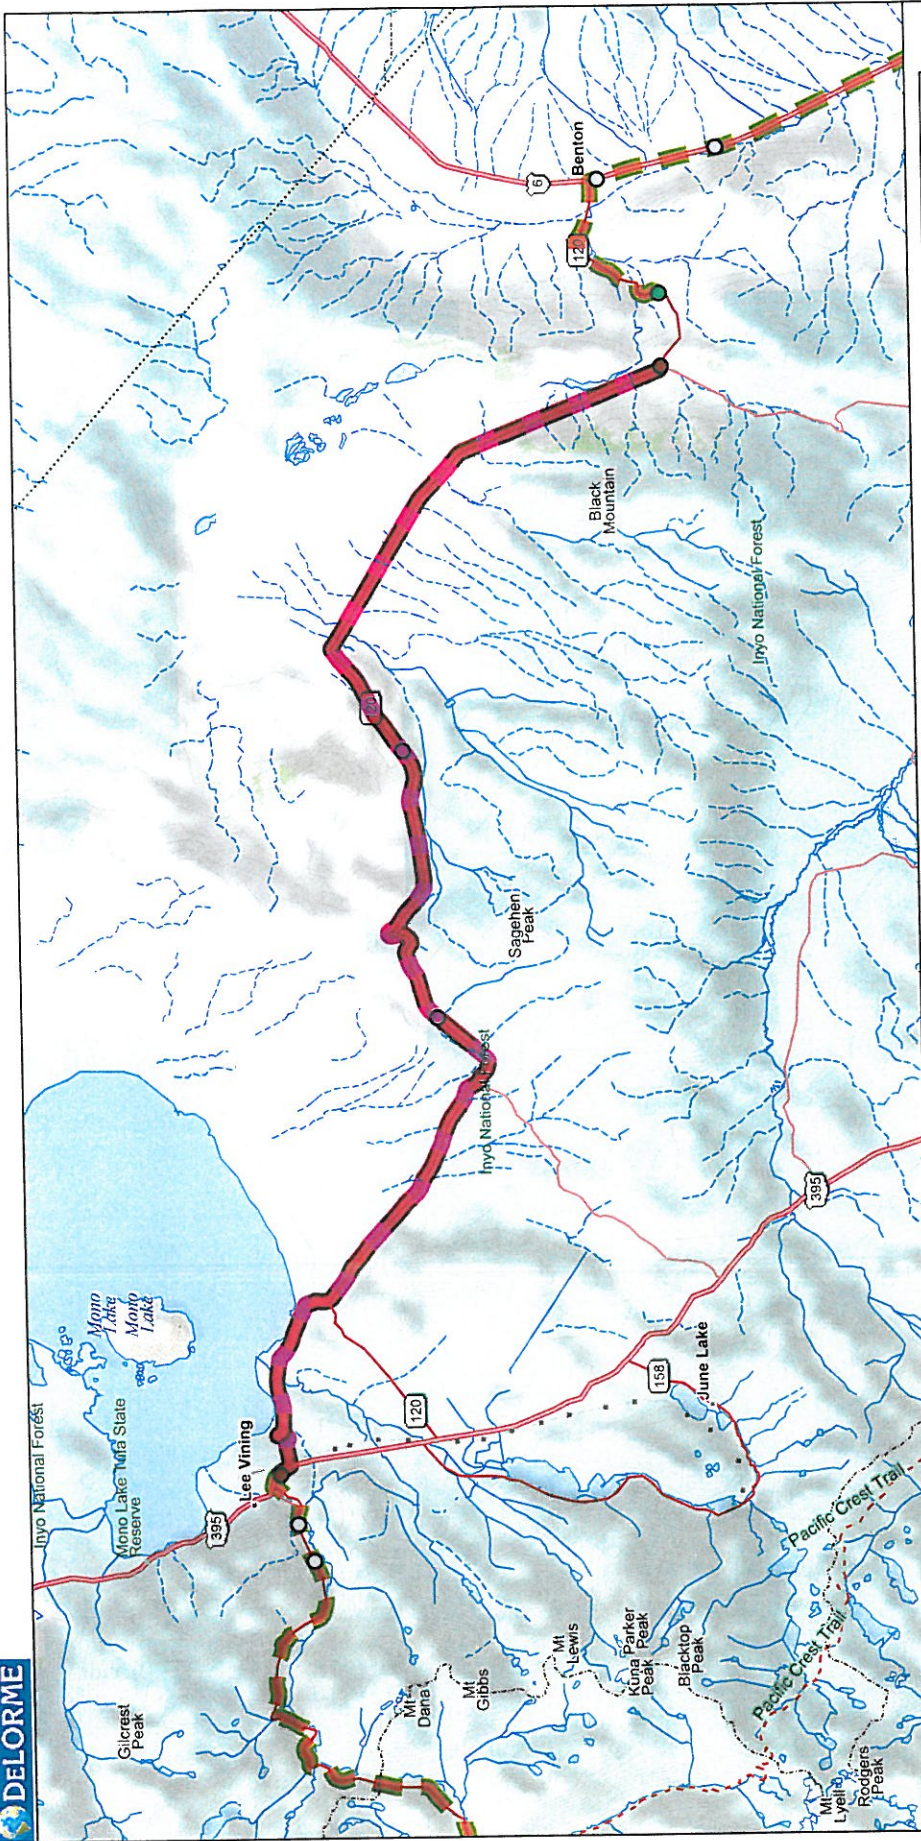 DELORME
Inyo National Forest
Mono Lake Tufa State
Reserve
Mono
Lake
Mono
Lake
Gilcrest
Peak
395
Lee Vining
Mt
Dana
Mt
Gibbs
Mt
Lewis
Kuna
Peak
Parker
Peak
Blacktop
Peak
Pacific Crest Trail
Pacific Crest Trail
Mt
Lyell
Rodgers
Peak
120
158
June Lake
395
Inyo National Forest
Sagehen
Peak
120
Black
Mountain
Inyo National Forest
120
6
Benton